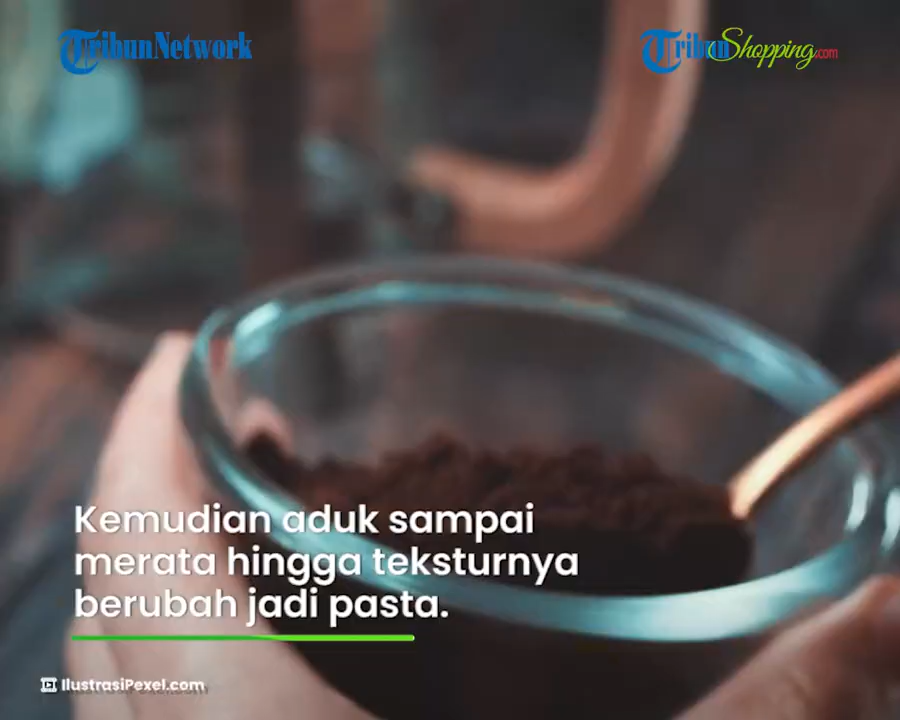 TribunNetwork
TribunShopping.com
Kemudian aduk sampai
merata hingga teksturnya
berubah jadi pasta.
IlustrasiPexel.com